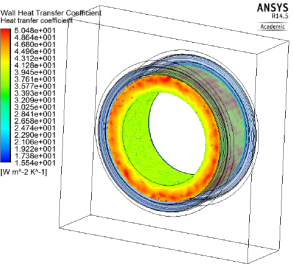 Wall Heat Transfer Coefficient
Heat tranfer coefficient
5.048e+001
4.864e+001
4.680e+001
4.496e+001
4.312e+001
4.128e+001
3.945e+001
3.761e+001
3.577e+001
3.393e+001
3.209e+001
3.025e+001
2.841e+001
2.658e+001
2.474e+001
2.290e+001
2.106e+001
1.922e+001
1.738e+001
1.554e+001
[W m^-2 K^-1]
ANSYS
R14.5
Academic